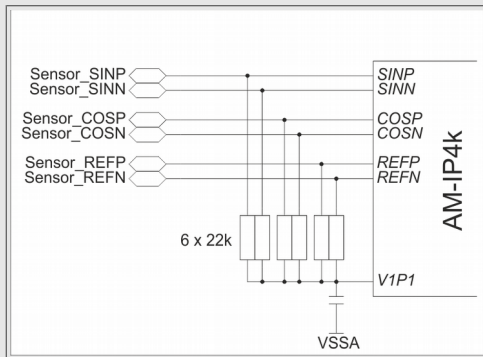 Sensor_SINP
SINP
Sensor_SINN
SINN
Sensor_COSP
COSP
Sensor_COSN
COSN
Sensor_REFP
REFP
Sensor_REFN
REFN
AM-IP4k
6 x 22k
V1P1
VSSA